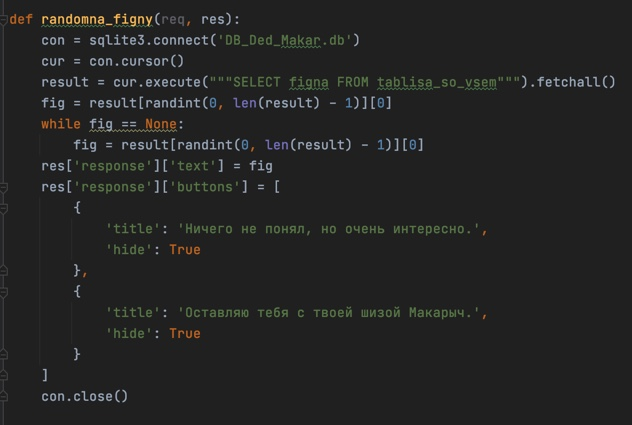 def randomna_figny(req, res):
    con = sqlite3.connect('DB_Ded_Makar.db')
    cur = con.cursor()
    result = cur.execute("""SELECT figna FROM tablisa_so_vsem""").fetchall()
    fig = result[randint(0, len(result) - 1)][0]
    while fig == None:
        fig = result[randint(0, len(result) - 1)][0]
    res['response']['text'] = fig
    res['response']['buttons'] = [
        {
            'title': 'Ничего не понял, но очень интересно.',
            'hide': True
        },
        {
            'title': 'Оставляю тебя с твоей шизой Макарыч.',
            'hide': True
        }
    ]
    con.close()